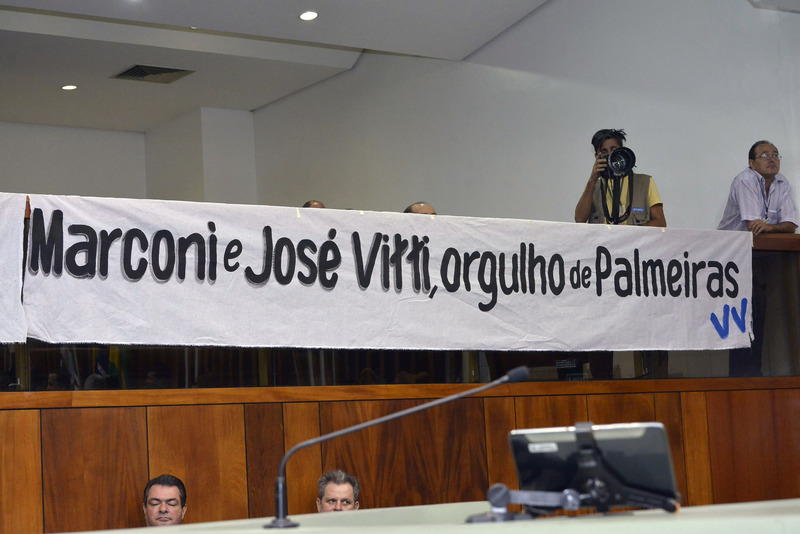 Marconi e José Vitti, orgulho de Palmeiras
VV